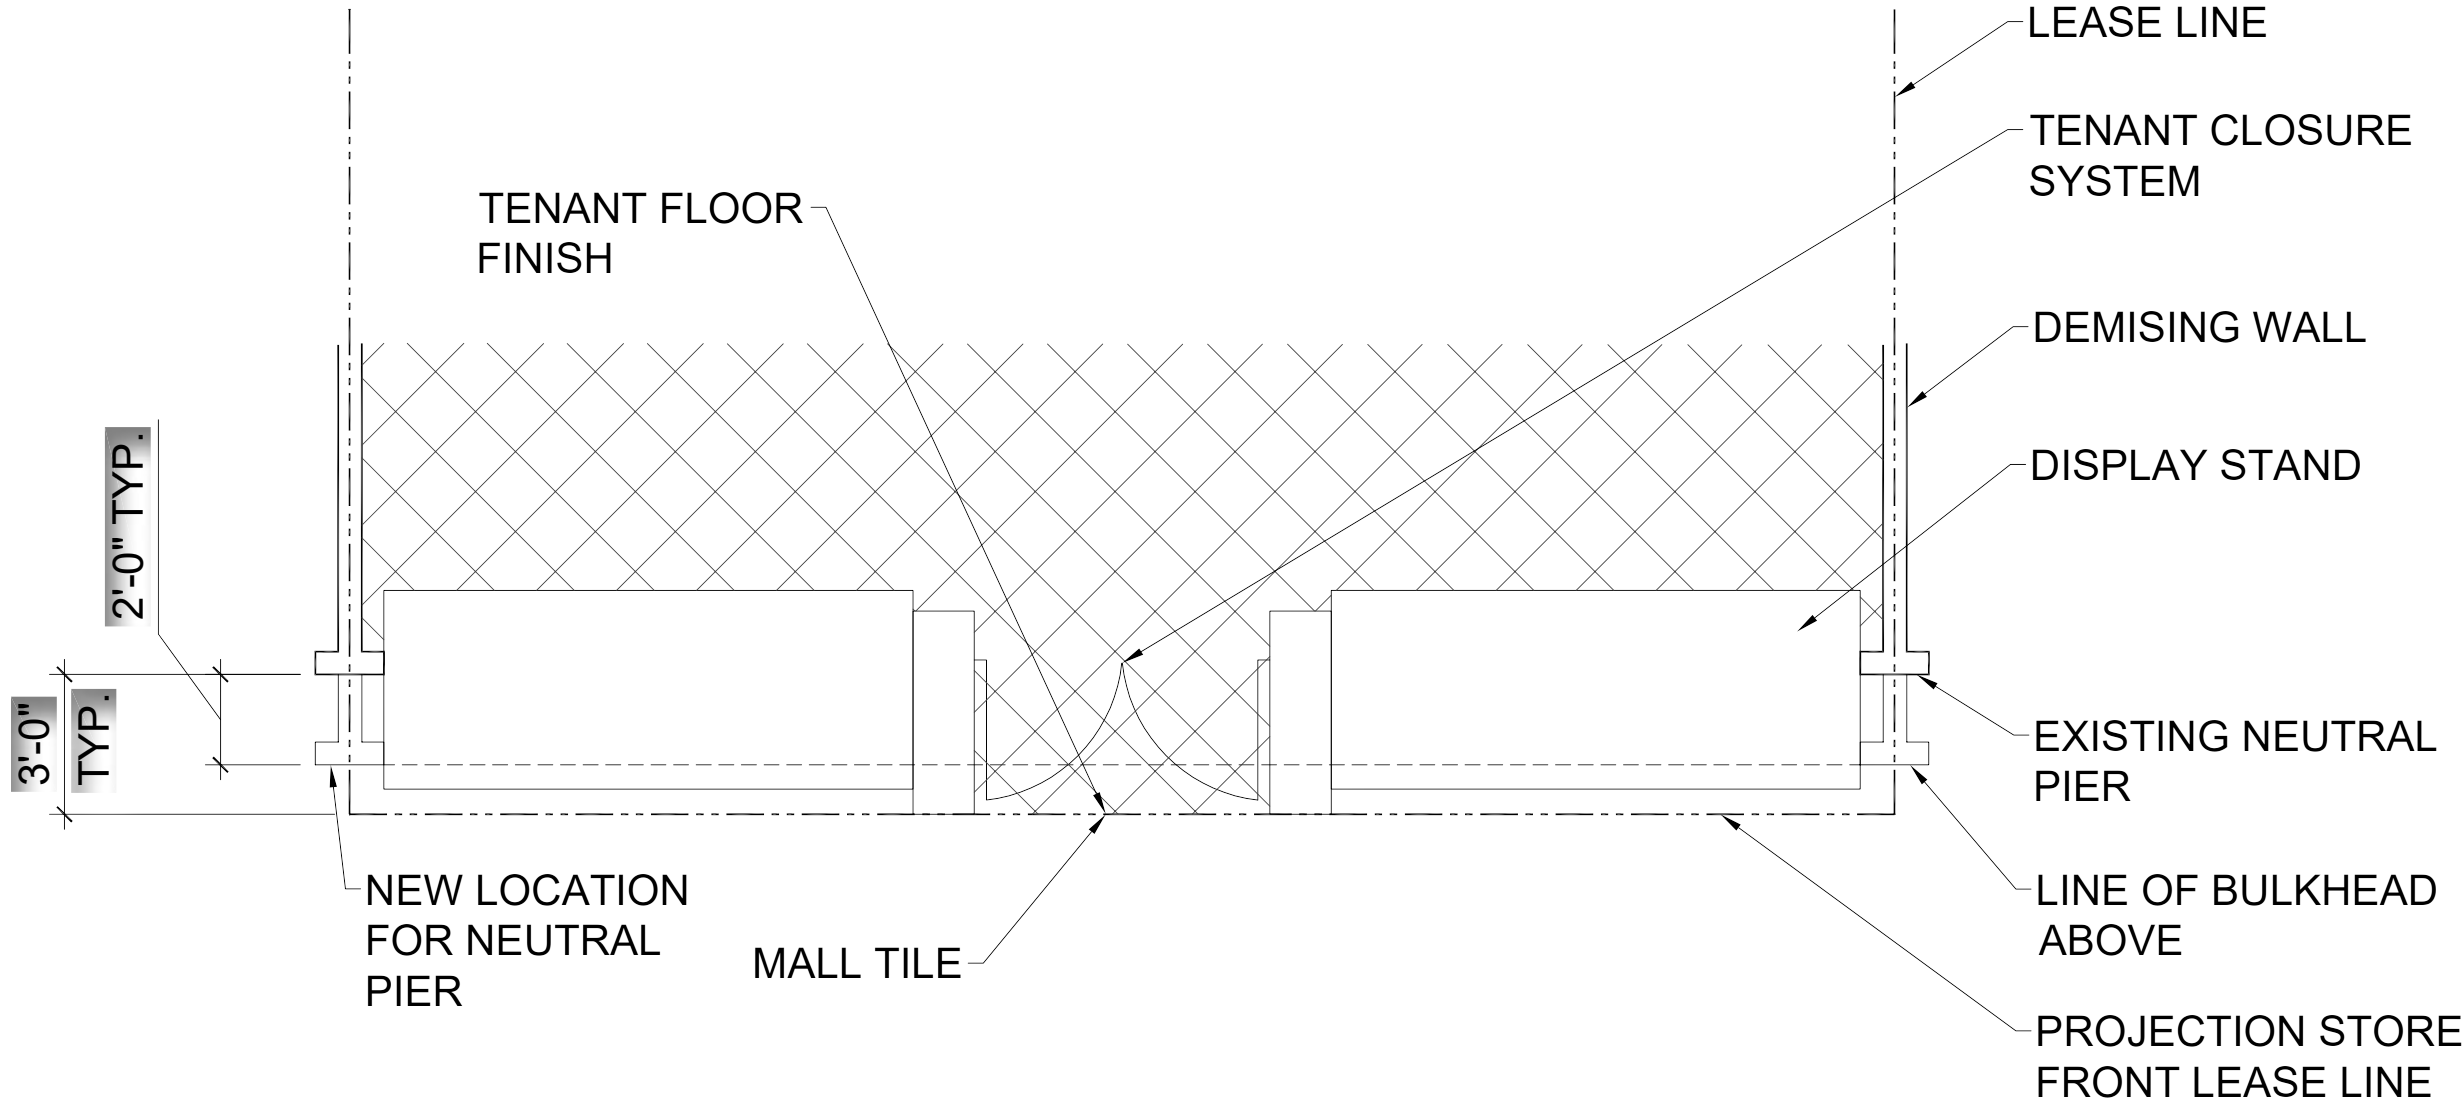 LEASE LINE
TENANT CLOSURE
SYSTEM
TENANT FLOOR
FINISH
DEMISING WALL
DISPLAY STAND
2'-0" TYP.
3'-0"
TYP.
EXISTING NEUTRAL
PIER
NEW LOCATION
FOR NEUTRAL
PIER
MALL TILE
LINE OF BULKHEAD
ABOVE
PROJECTION STORE
FRONT LEASE LINE